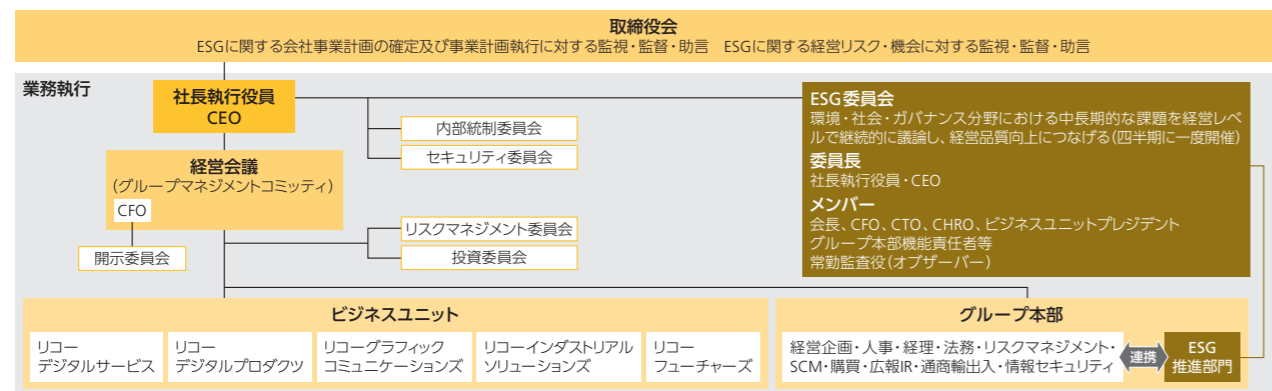 取締役会
ESGに関する会社事業計画の確定及び事業計画執行に対する監視・監督・助言　ESGに関する経営リスク・機会に対する監視・監督・助言
業務執行
社長執行役員
CEO
内部統制委員会
セキュリティ委員会
経営会議
(グループマネジメントコミッティ)
CFO
開示委員会
リスクマネジメント委員会
投資委員会
ESG委員会
環境・社会・ガバナンス分野における中長期的な課題を経営レベ
ルで継続的に議論し、経営品質向上につなげる(四半期に一度開催)
委員長
社長執行役員・CEO
メンバー
会長、CFO、CTO、CHRO、ビジネスユニットプレジデント
グループ本部機能責任者等
常勤監査役(オブザーバー)
ビジネスユニット
リコー
デジタルサービス
リコー
デジタルプロダクツ
リコーグラフィック
コミュニケーションズ
リコーインダストリアル
ソリューションズ
リコー
フューチャーズ
グループ本部
経営企画・人事・経理・法務・リスクマネジメント・
SCM・購買・広報IR・通商輸出入・情報セキュリティ
連携
ESG
推進部門